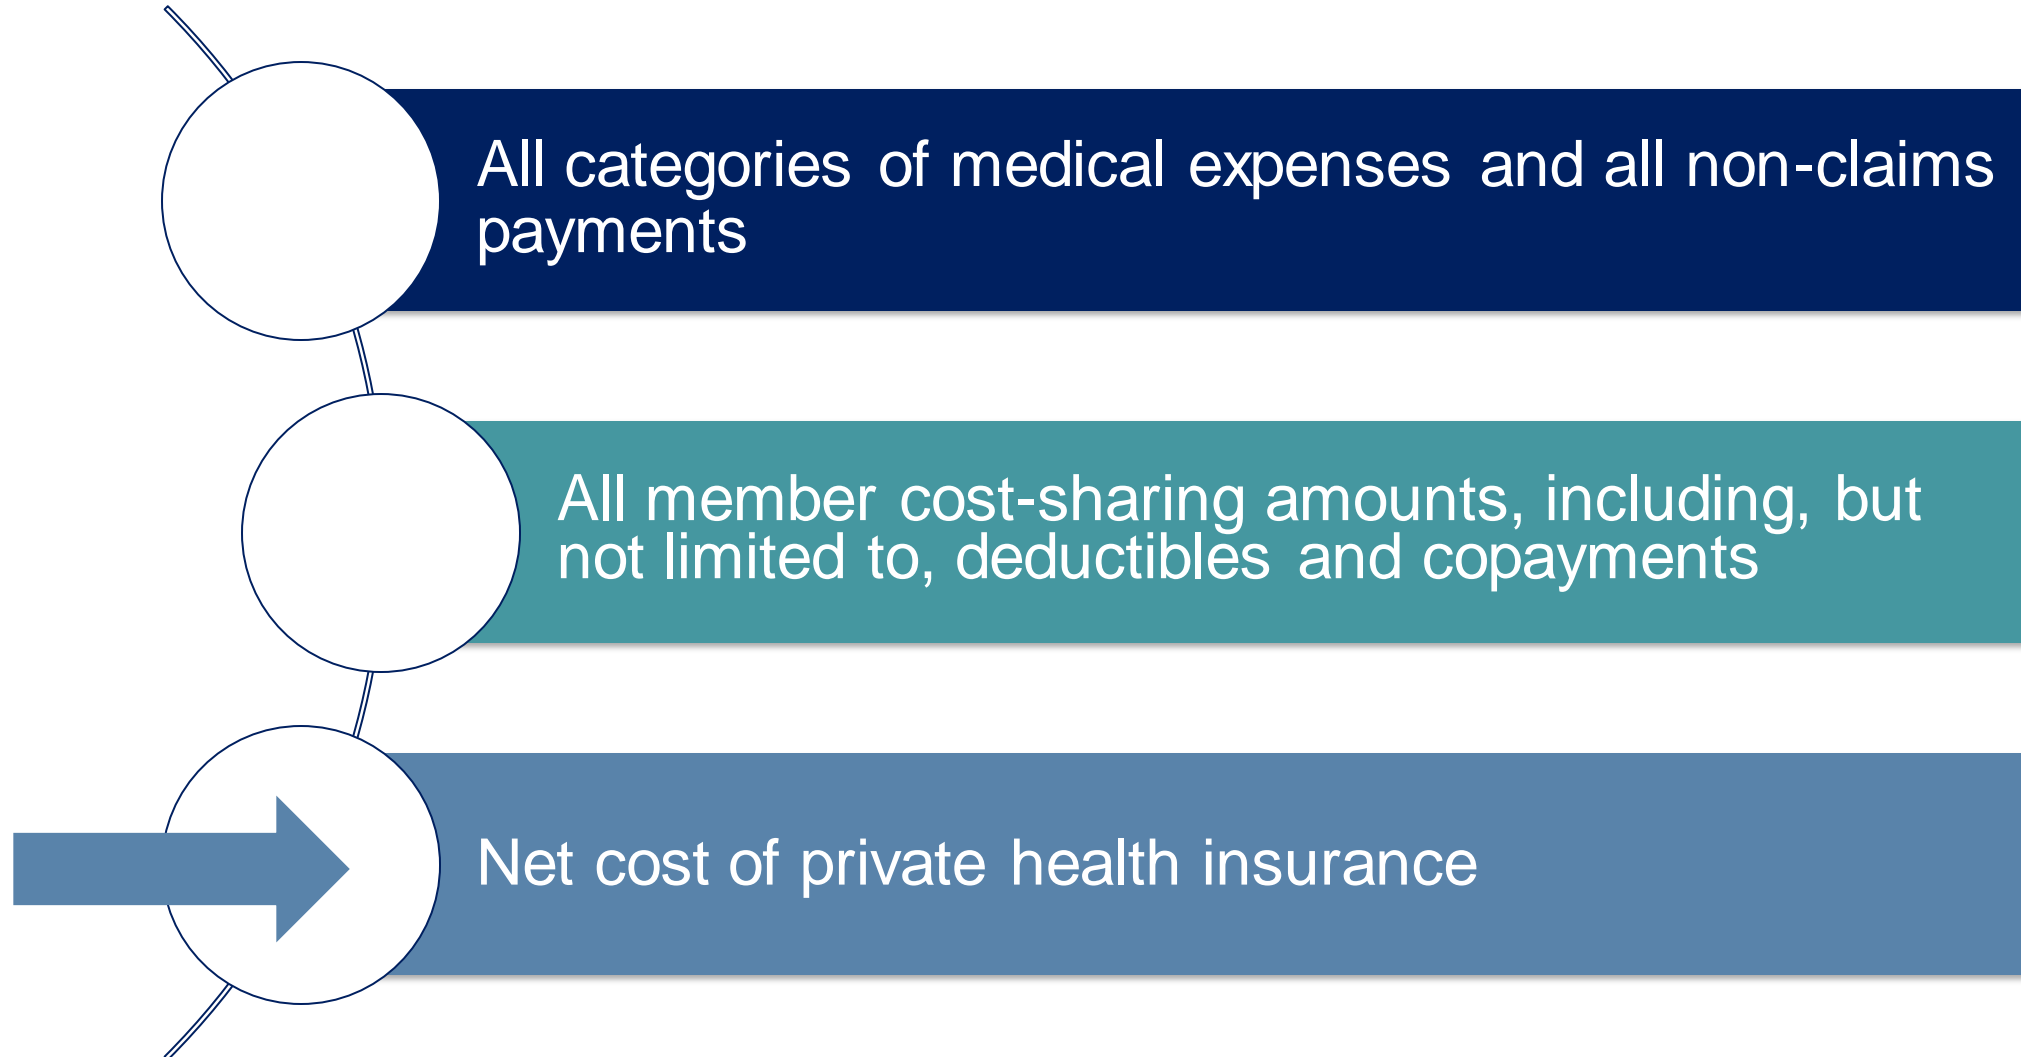 All categories of medical expenses and all non-claims
payments
All member cost-sharing amounts, including, but
not limited to, deductibles and copayments
Net cost of private health insurance